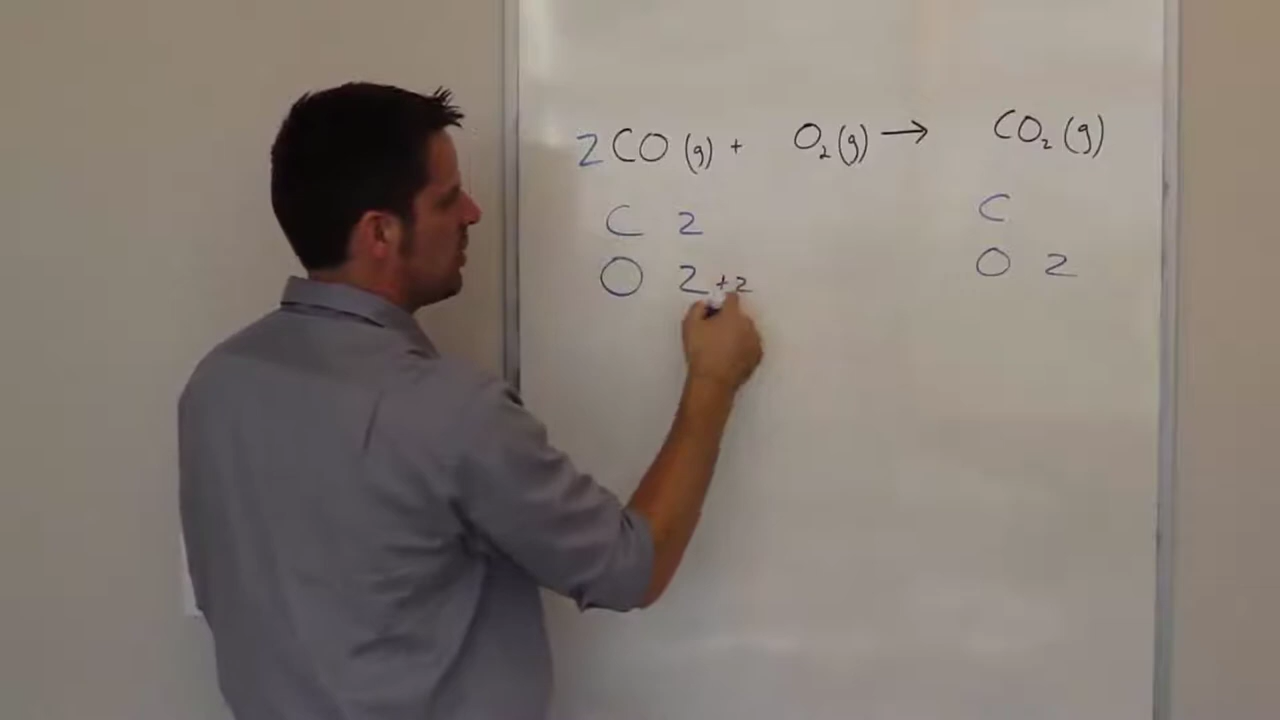 2CO(g) + O₂(g) → CO₂(g)
C 2 C
O 2+2 O 2